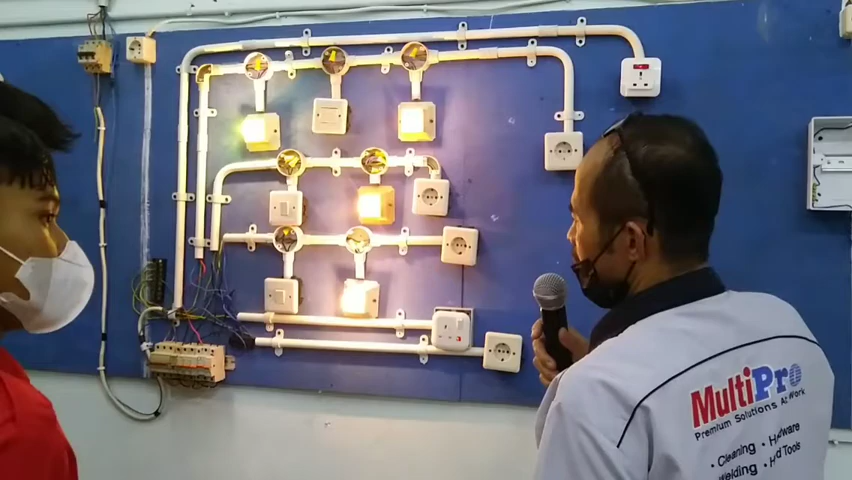 MultiPro
Premium Solutions At Work
• Cleaning • Hardware
• Welding • Hand Tools